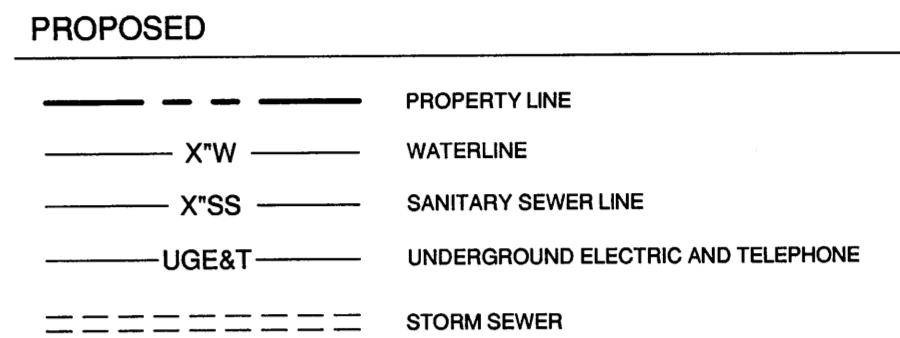 PROPOSED
PROPERTY LINE
X"W WATERLINE
X"SS SANITARY SEWER LINE
UGE&T UNDERGROUND ELECTRIC AND TELEPHONE
STORM SEWER